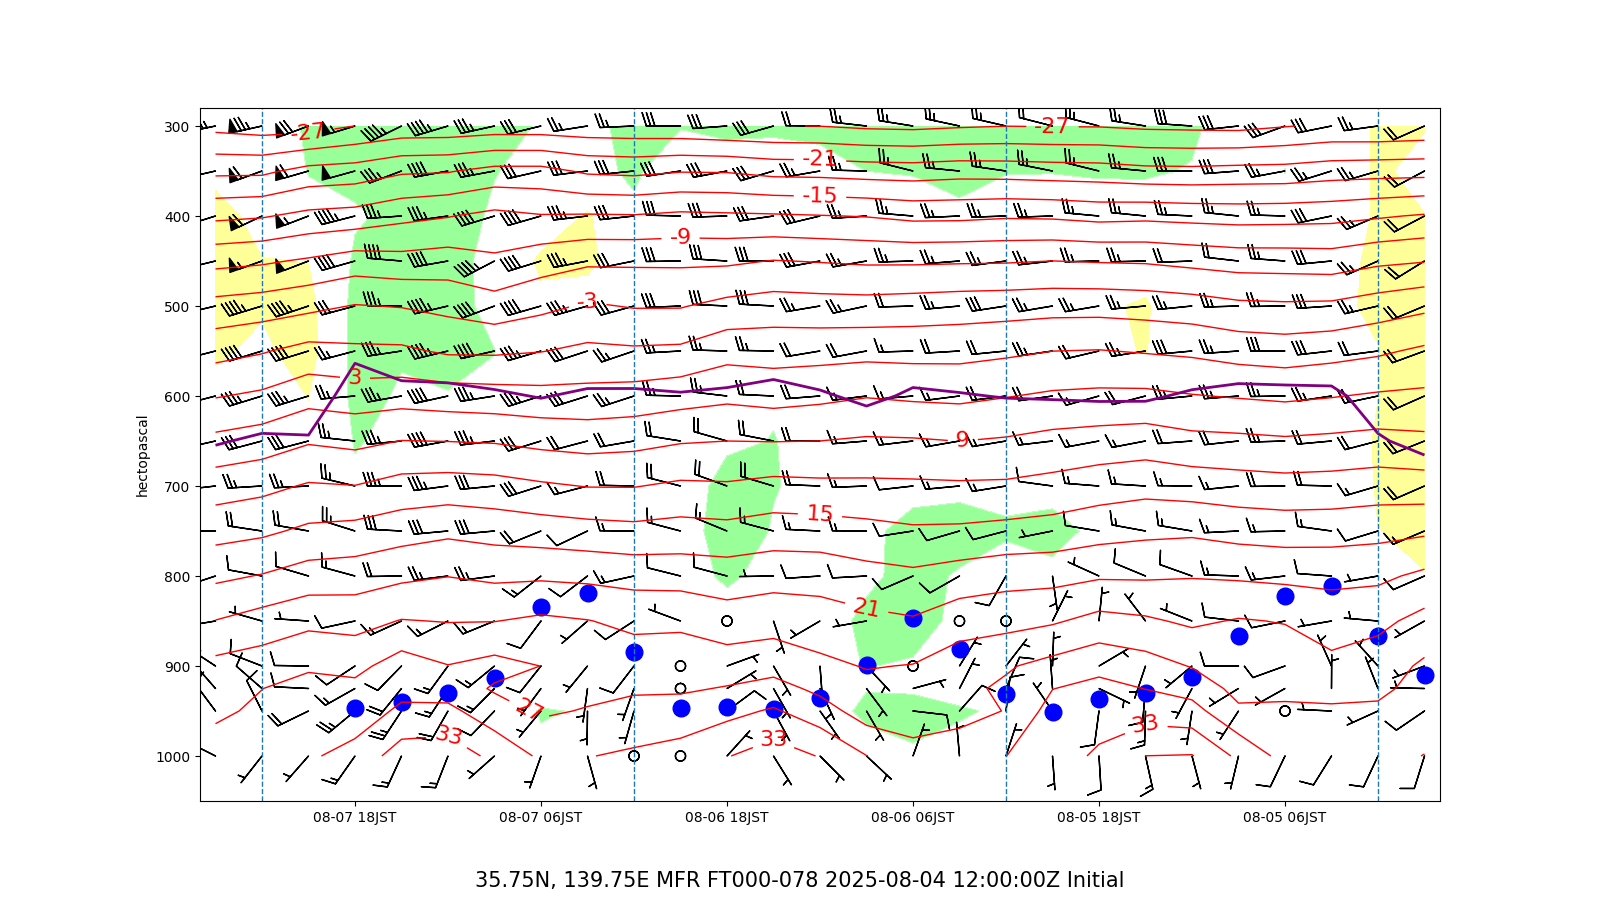 300
400
500
600
700
800
900
1000
hectopascal
-27
-27
-21
-15
-9
-3
3
9
15
21
27
33
33
33
08-07 18JST
08-07 06JST
08-06 18JST
08-06 06JST
08-05 18JST
08-05 06JST
35.75N, 139.75E MFR FT000-078 2025-08-04 12:00:00Z Initial